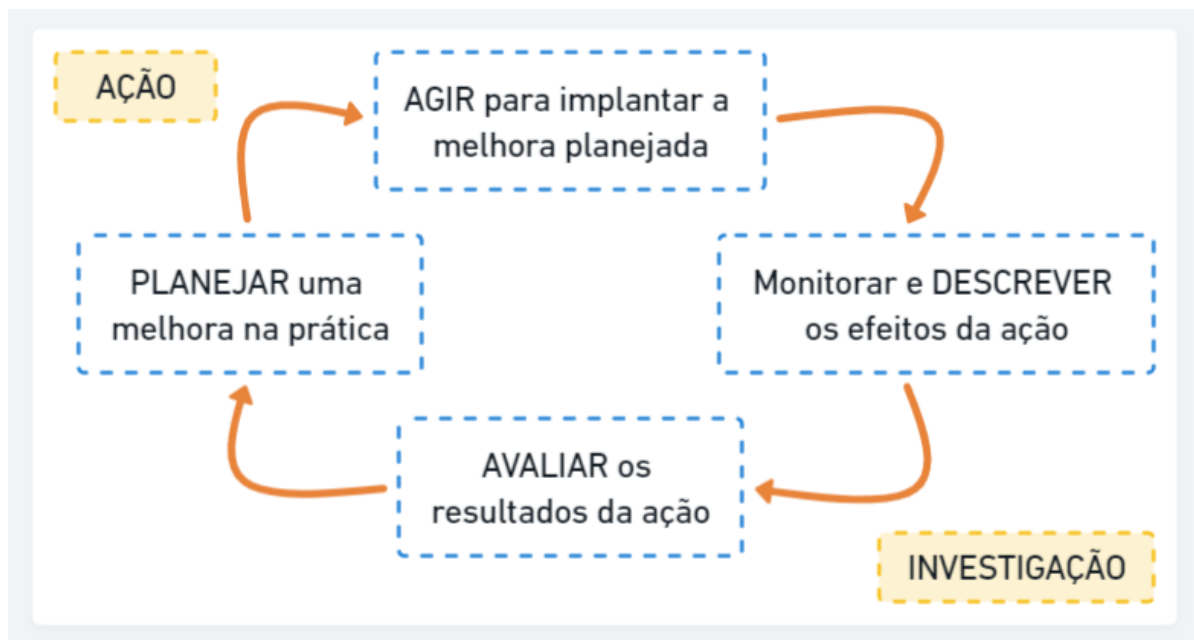 AÇÃO
AGIR para implantar a
melhora planejada
PLANEJAR uma
melhora na prática
Monitorar e DESCREVER
os efeitos da ação
AVALIAR os
resultados da ação
INVESTIGAÇÃO